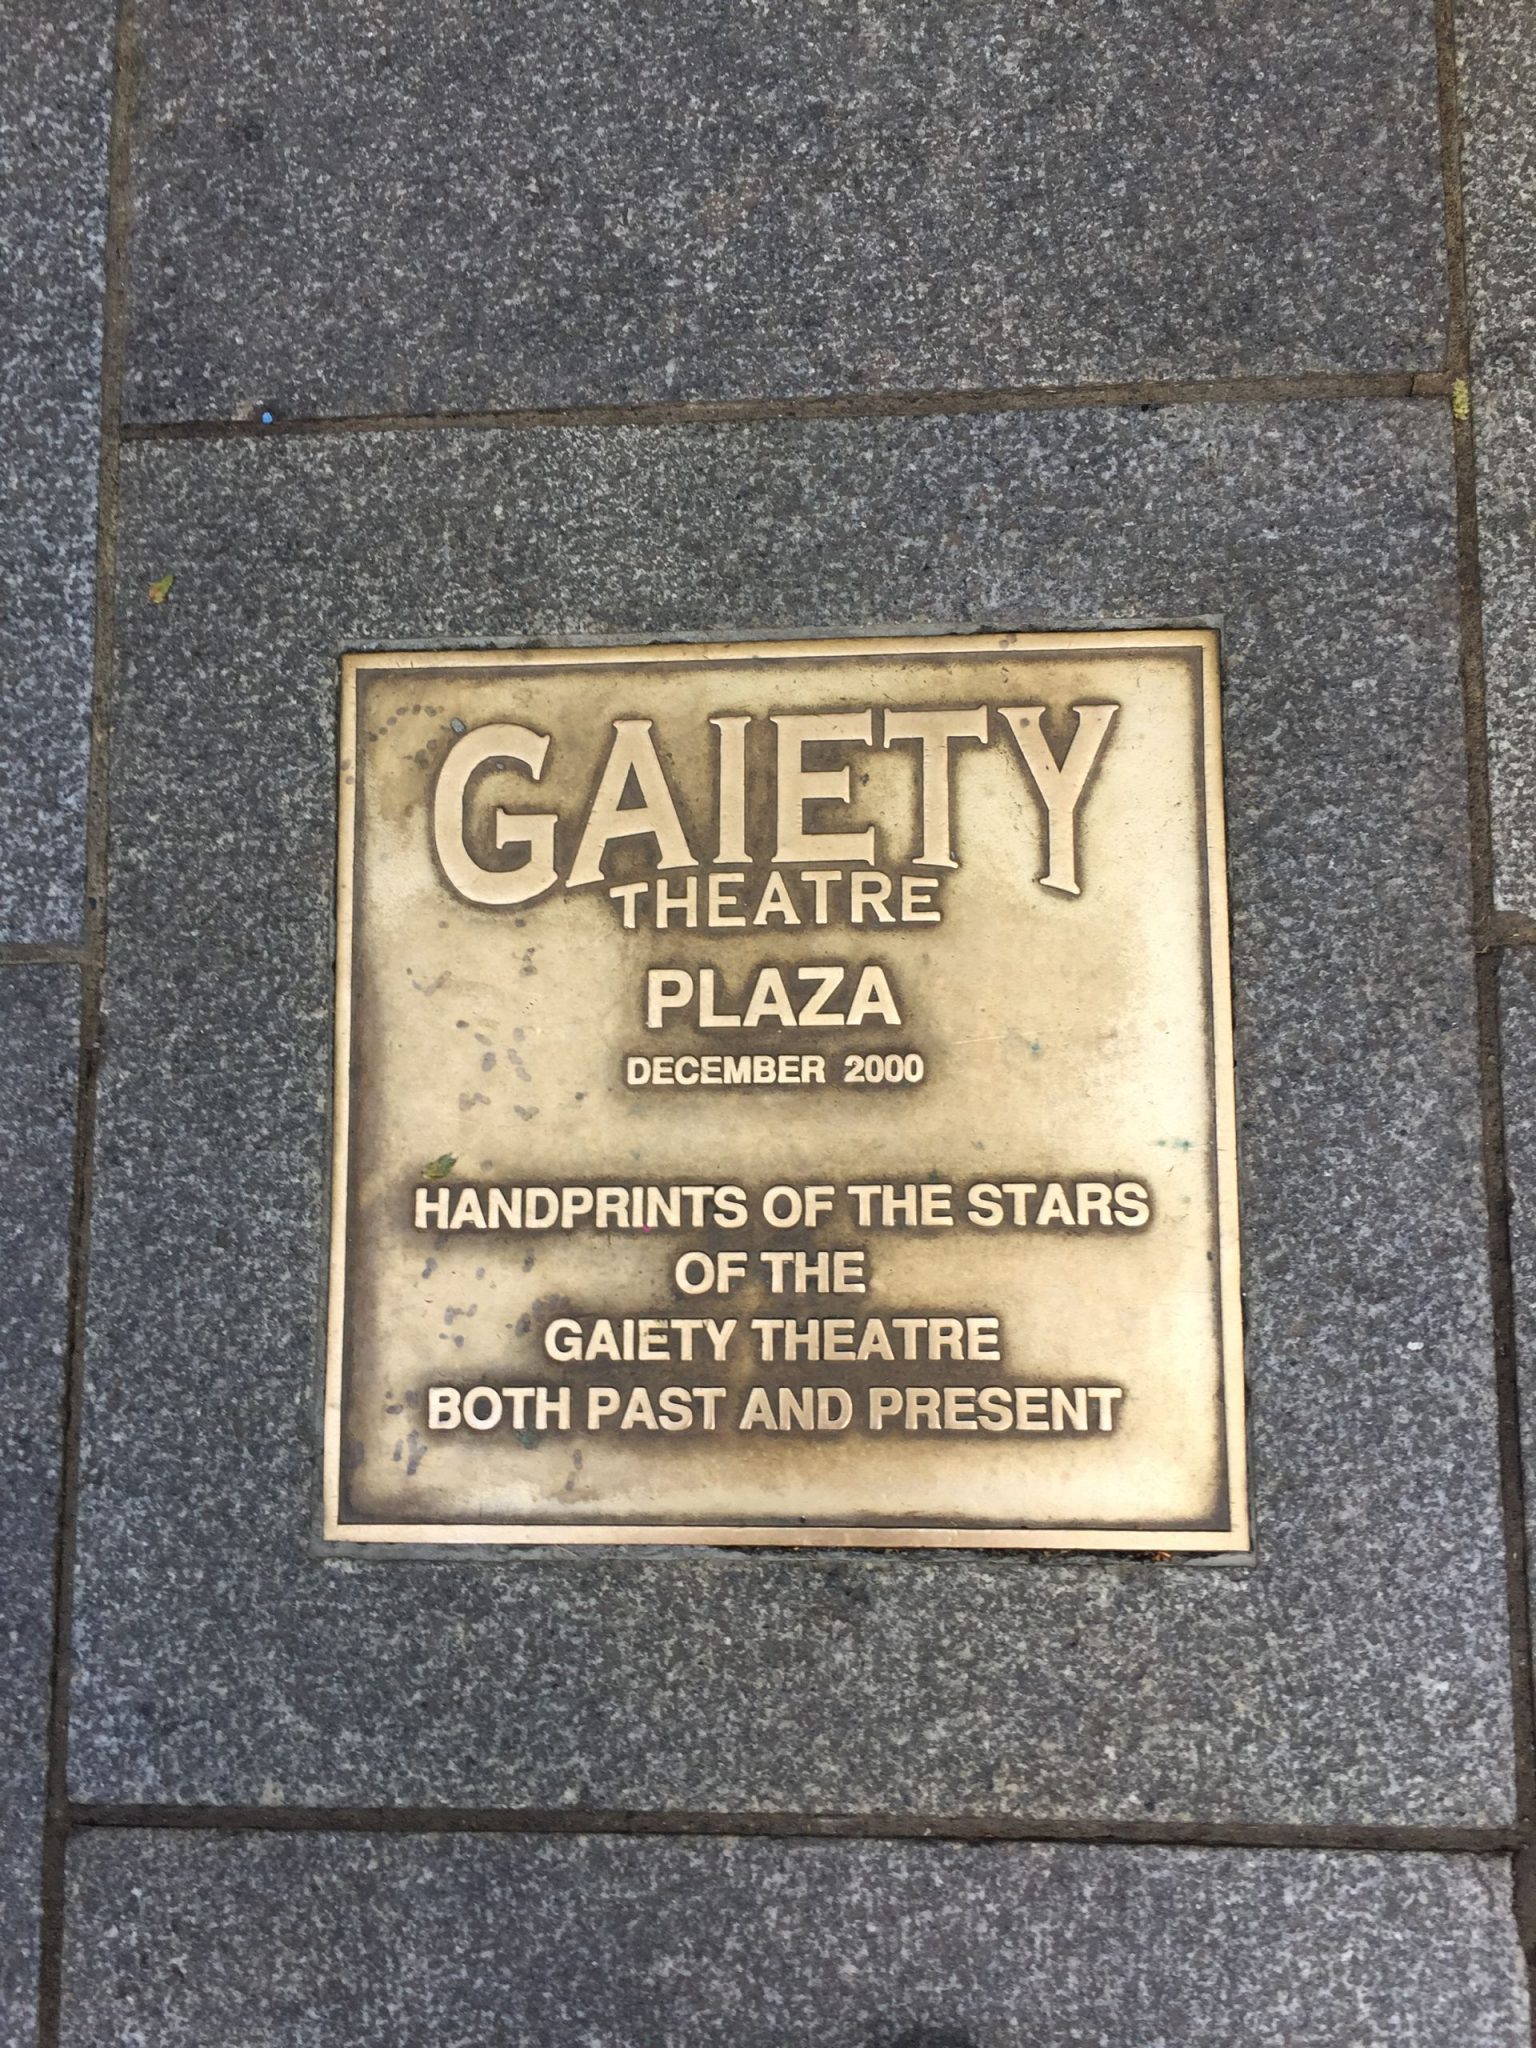 GAIETY
THEATRE
PLAZA
DECEMBER 2000
HANDPRINTS OF THE STARS
OF THE
GAIETY THEATRE
BOTH PAST AND PRESENT